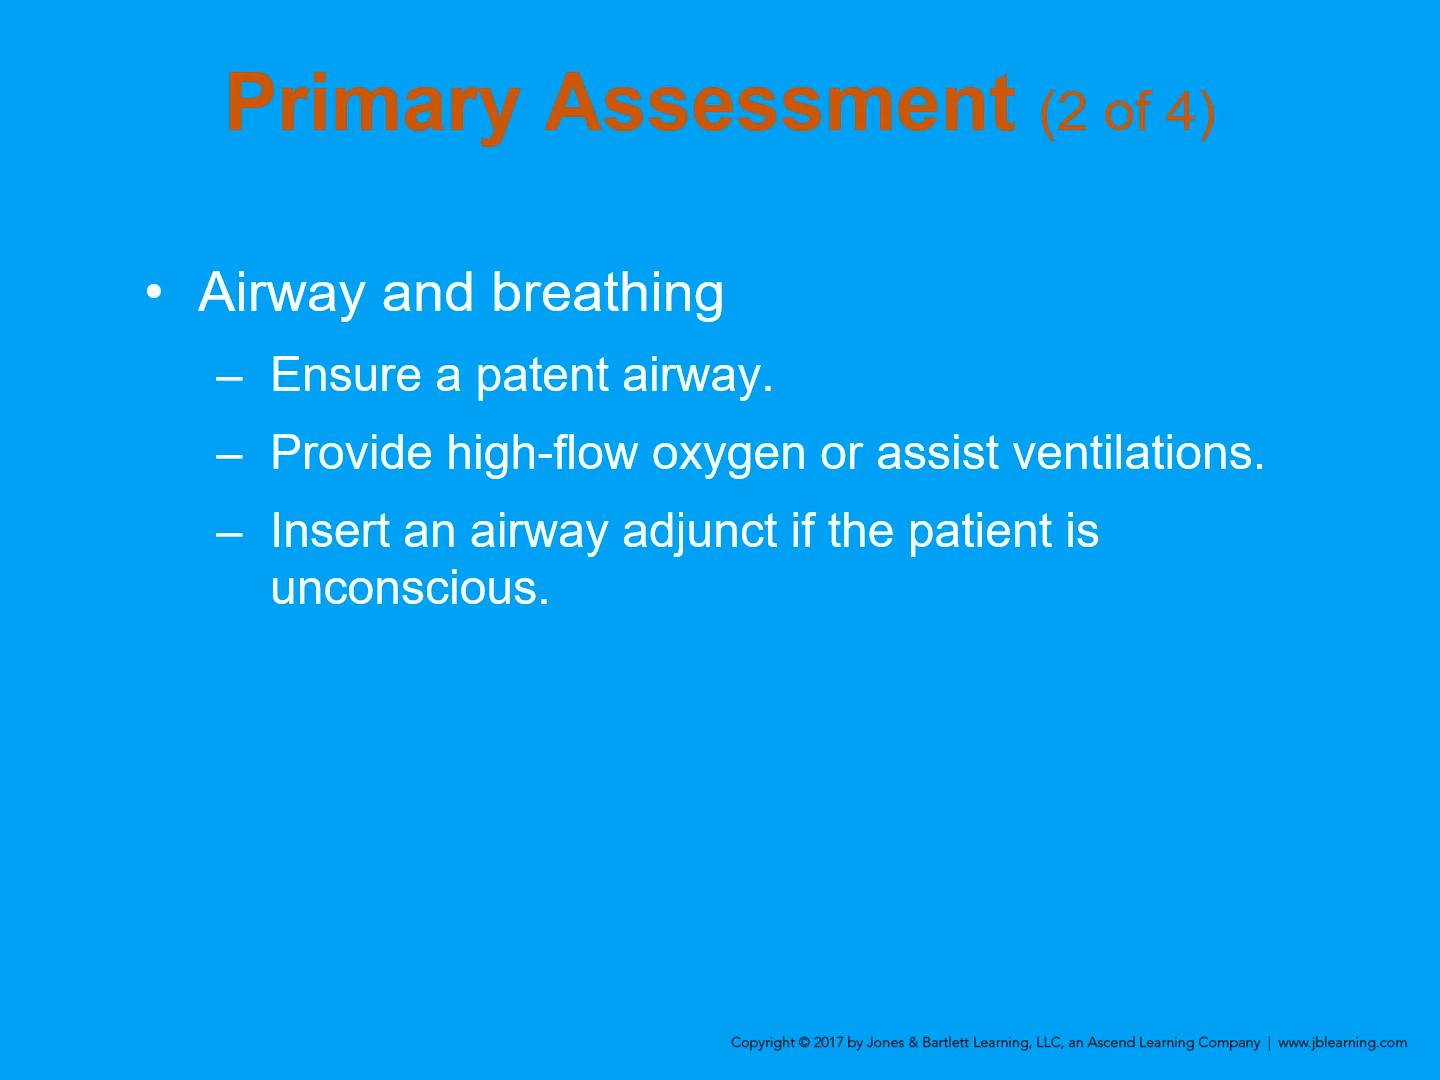 Primary Assessment (2 of 4)
• Airway and breathing
– Ensure a patent airway.
– Provide high-flow oxygen or assist ventilations.
– Insert an airway adjunct if the patient is
unconscious.
Copyright © 2017 by Jones & Bartlett Learning, LLC, an Ascend Learning Company | www.jblearning.com